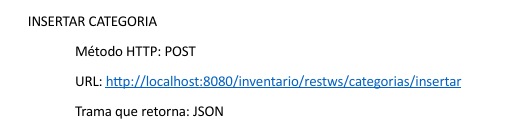 INSERTAR CATEGORIA
Método HTTP: POST
URL: http://localhost:8080/inventario/restws/categorias/insertar
Trama que retorna: JSON